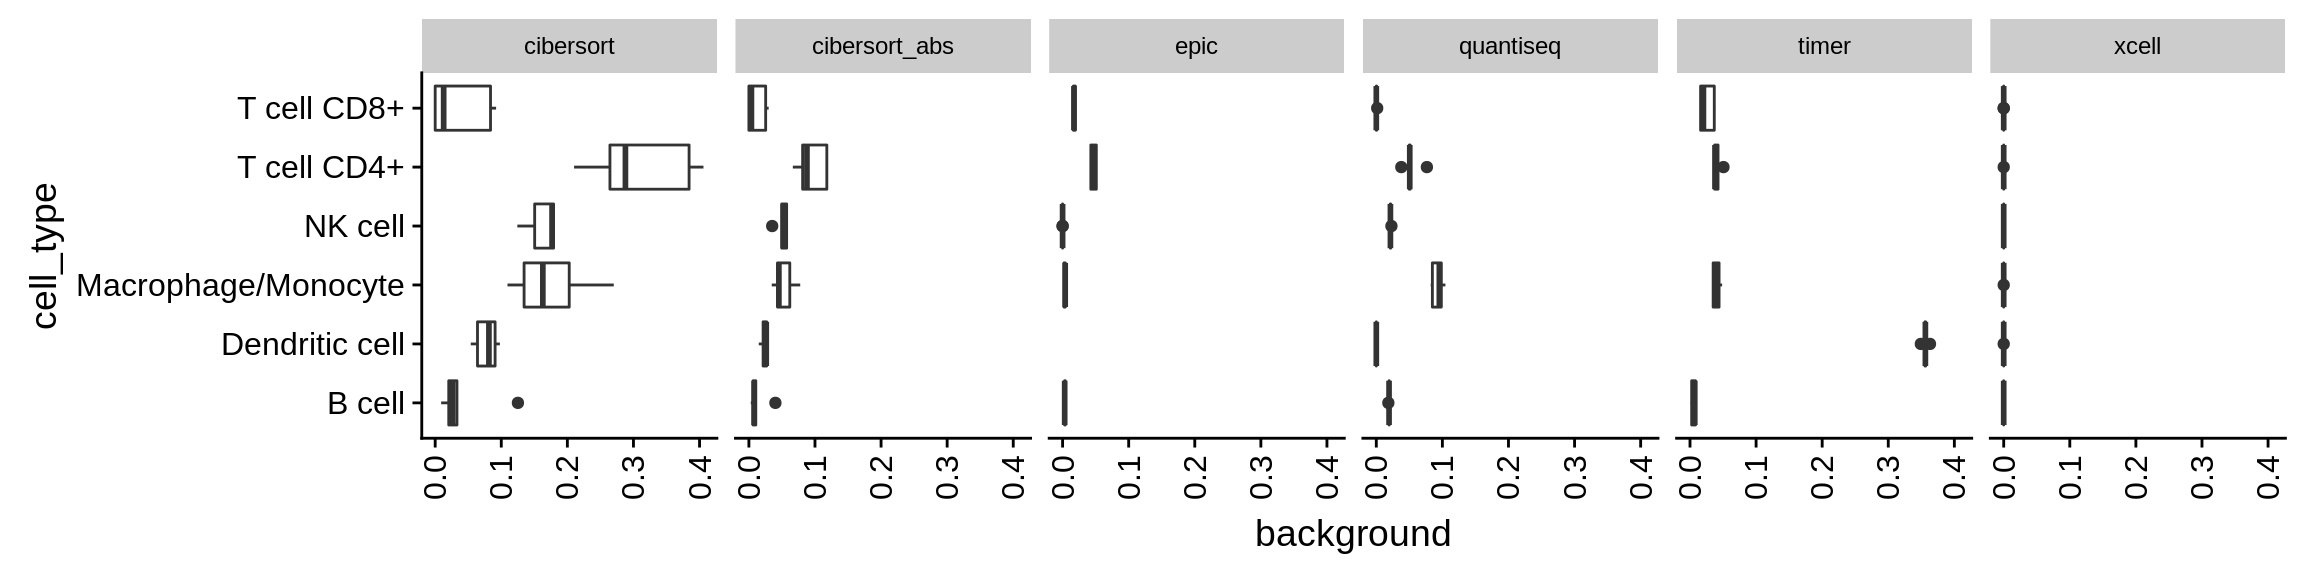 cibersort cibersort_abs epic quantiseq timer xcell
T cell CD8+
T cell CD4+
NK cell
Macrophage/Monocyte
Dendritic cell
B cell
cell_type
0.0 0.1 0.2 0.3 0.4 0.0 0.1 0.2 0.3 0.4 0.0 0.1 0.2 0.3 0.4 0.0 0.1 0.2 0.3 0.4 0.0 0.1 0.2 0.3 0.4 0.0 0.1 0.2 0.3 0.4
background